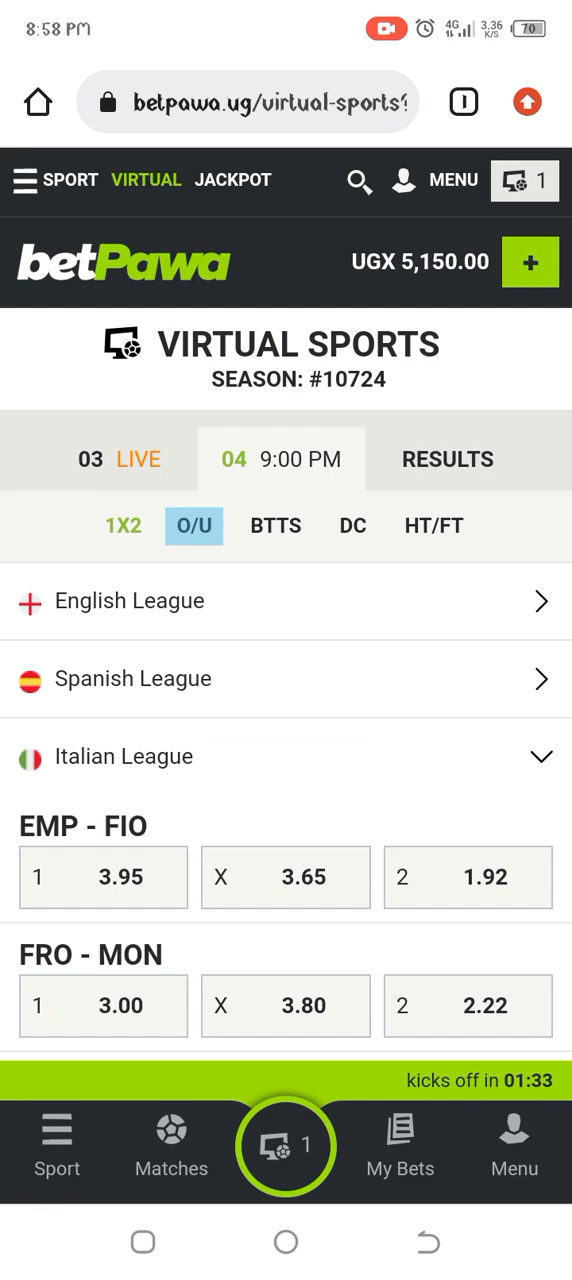 8:58 PM 4G 3.36 K/S 70
betpawa.ug/virtual-sports?
SPORT VIRTUAL JACKPOT MENU 1
betPawa UGX 5,150.00 +
VIRTUAL SPORTS
SEASON: #10724
03 LIVE 04 9:00 PM RESULTS
1X2 O/U BTTS DC HT/FT
English League
Spanish League
Italian League
EMP - FIO
1 3.95 X 3.65 2 1.92
FRO - MON
1 3.00 X 3.80 2 2.22
kicks off in 01:33
1
Sport Matches My Bets Menu